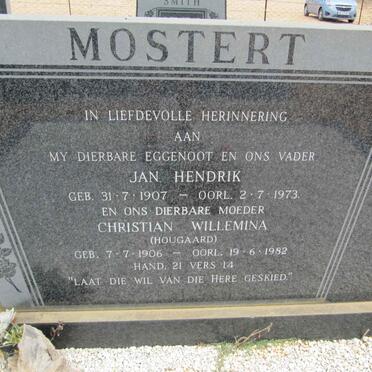 SMITH
MOSTERT
IN LIEFDEVOLLE HERINNERING
AAN
MY DIERBARE EGGENOOT EN ONS VADER
JAN HENDRIK
GEB. 31-7-1907 — OORL. 2-7-1973.
EN ONS DIERBARE MOEDER
CHRISTIAN WILLEMINA
(HOUGAARD)
GEB. 7-7-1906 — OORL. 19-6-1982
HAND. 21 VERS 14
"LAAT DIE WIL VAN DIE HERE GESKIED."